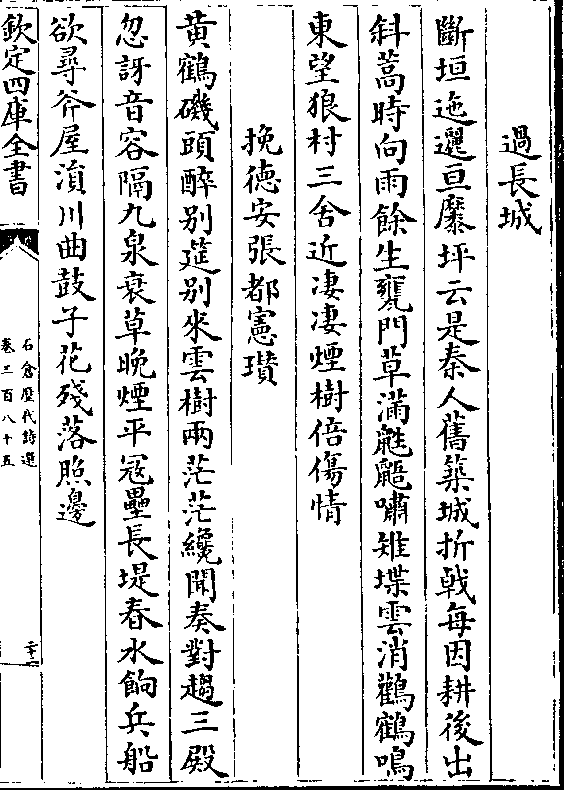 過長城
斷垣迤邐亘縻坪云是秦人舊築城折戟每因耕後出
斜蒿時向雨餘生甕門草滿鼪鼯嘯雉堞雲消鸛鶴鳴
東望狼村三舍近凄凄煙樹倍傷情
挽徳安張都憲瓚
黄鶴磯頭醉别筵别來雲樹兩茫茫纔聞奏對趨三殿
忽訝音容隔九泉衰草晚煙平冦壘長堤春水餉兵船
欲尋斧屋溳川曲鼓子花殘落照邊
欽定四庫全書
石倉歴代詩選
卷三百八十五
二十一